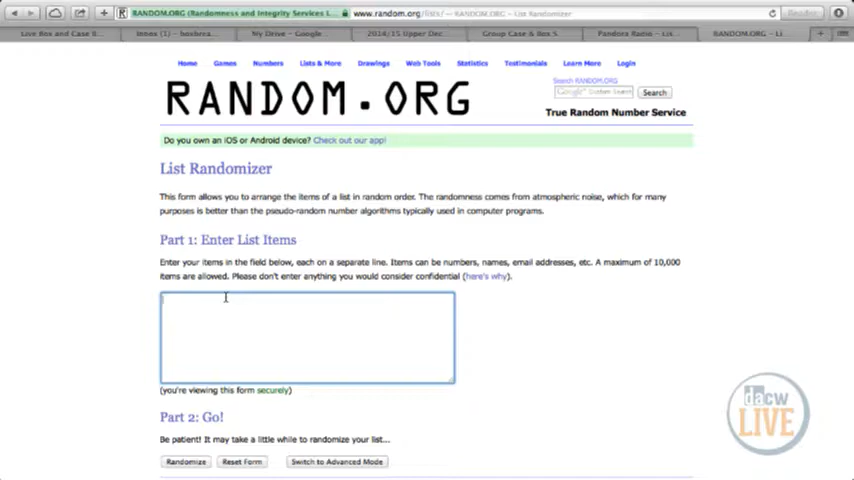 RANDOM.ORG (Randomness and Integrity Services L... www.random.org/lists/ — RANDOM.ORG - List Randomizer Reader
Live Box and Case B... Inbox (1) – My Drive – Google 2014/15 Upper Dec... Group Case & Box S... Pandora Radio – Lis... RANDOM.ORG – Li...
Home Games Numbers Lists & More Drawings Web Tools Statistics Testimonials Learn More Login
Search RANDOM.ORG
RANDOM.ORG
Google Custom Search Search
True Random Number Service
Do you own an iOS or Android device? Check out our app!
List Randomizer
This form allows you to arrange the items of a list in random order. The randomness comes from atmospheric noise, which for many
purposes is better than the pseudo-random number algorithms typically used in computer programs.
Part 1: Enter List Items
Enter your items in the field below, each on a separate line. Items can be numbers, names, email addresses, etc. A maximum of 10,000
items are allowed. Please don't enter anything you would consider confidential (here's why).
(you're viewing this form securely)
Part 2: Go!
Be patient! It may take a little while to randomize your list...
Randomize Reset Form Switch to Advanced Mode
dacw
LIVE